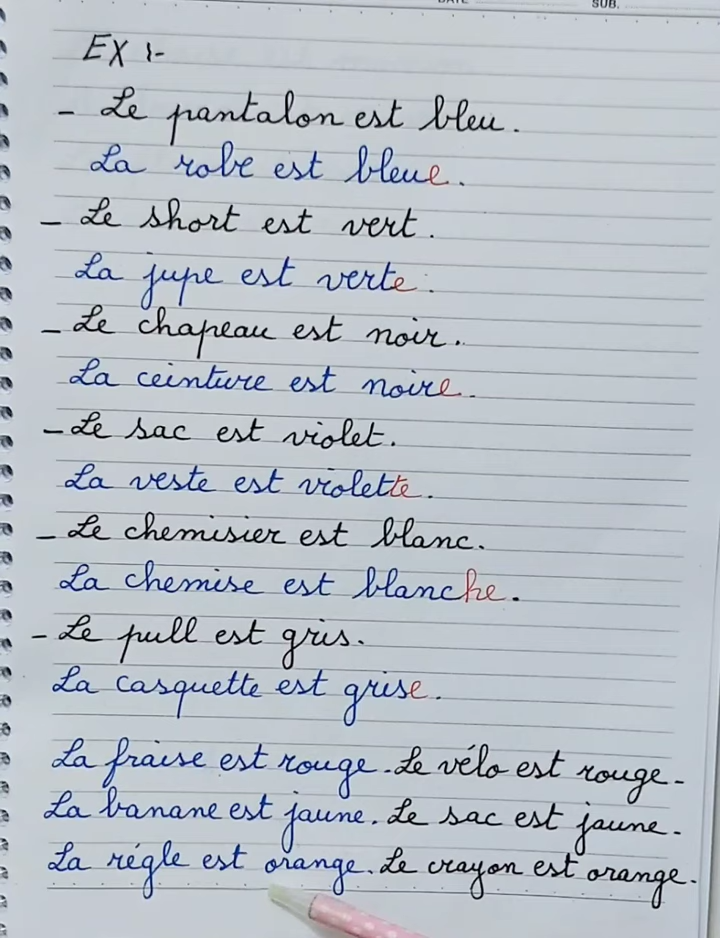 SUB.
EX :-
- Le pantalon est bleu.
La robe est bleue.
- Le short est vert.
La jupe est verte.
- Le chapeau est noir.
La ceinture est noire.
- Le sac est violet.
La veste est violette.
- Le chemisier est blanc.
La chemise est blanche.
- Le pull est gris.
La casquette est grise.
La fraise est rouge. Le vélo est rouge.
La banane est jaune. Le sac est jaune.
La régle est orange. Le crayon est orange.